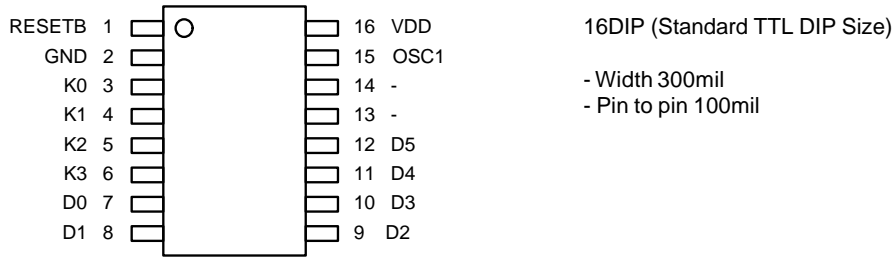 RESETB 1 16 VDD 16DIP (Standard TTL DIP Size)
GND 2 15 OSC1
K0 3 14 - - Width 300mil
K1 4 13 - - Pin to pin 100mil
K2 5 12 D5
K3 6 11 D4
D0 7 10 D3
D1 8 9 D2